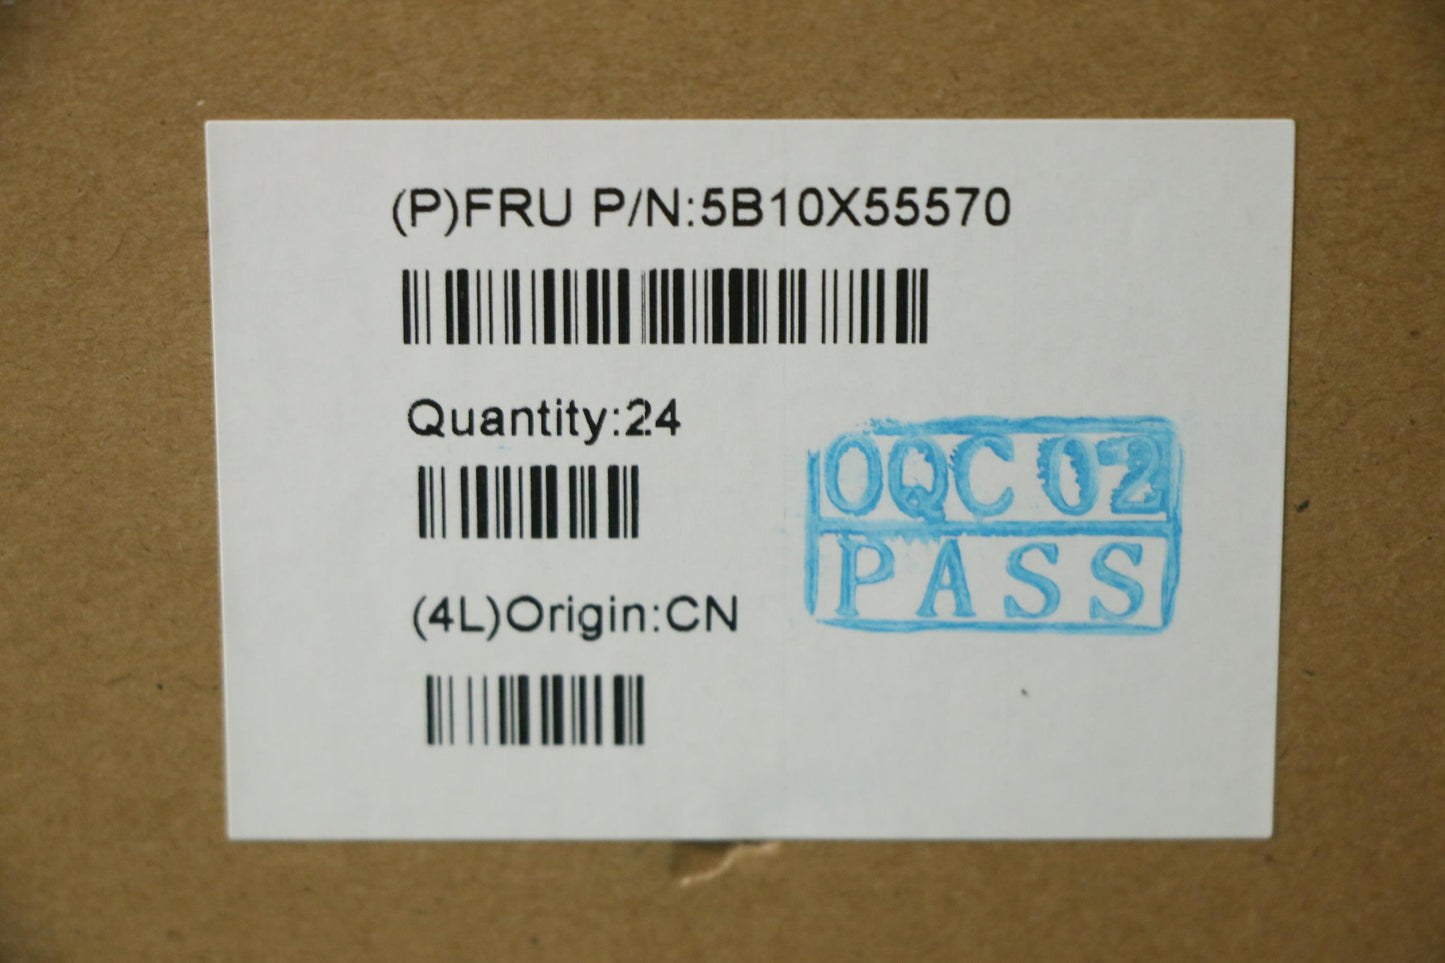 (P)FRU P/N:5B10X55570
Quantity:24
OQC 02
PASS
(4L)Origin:CN